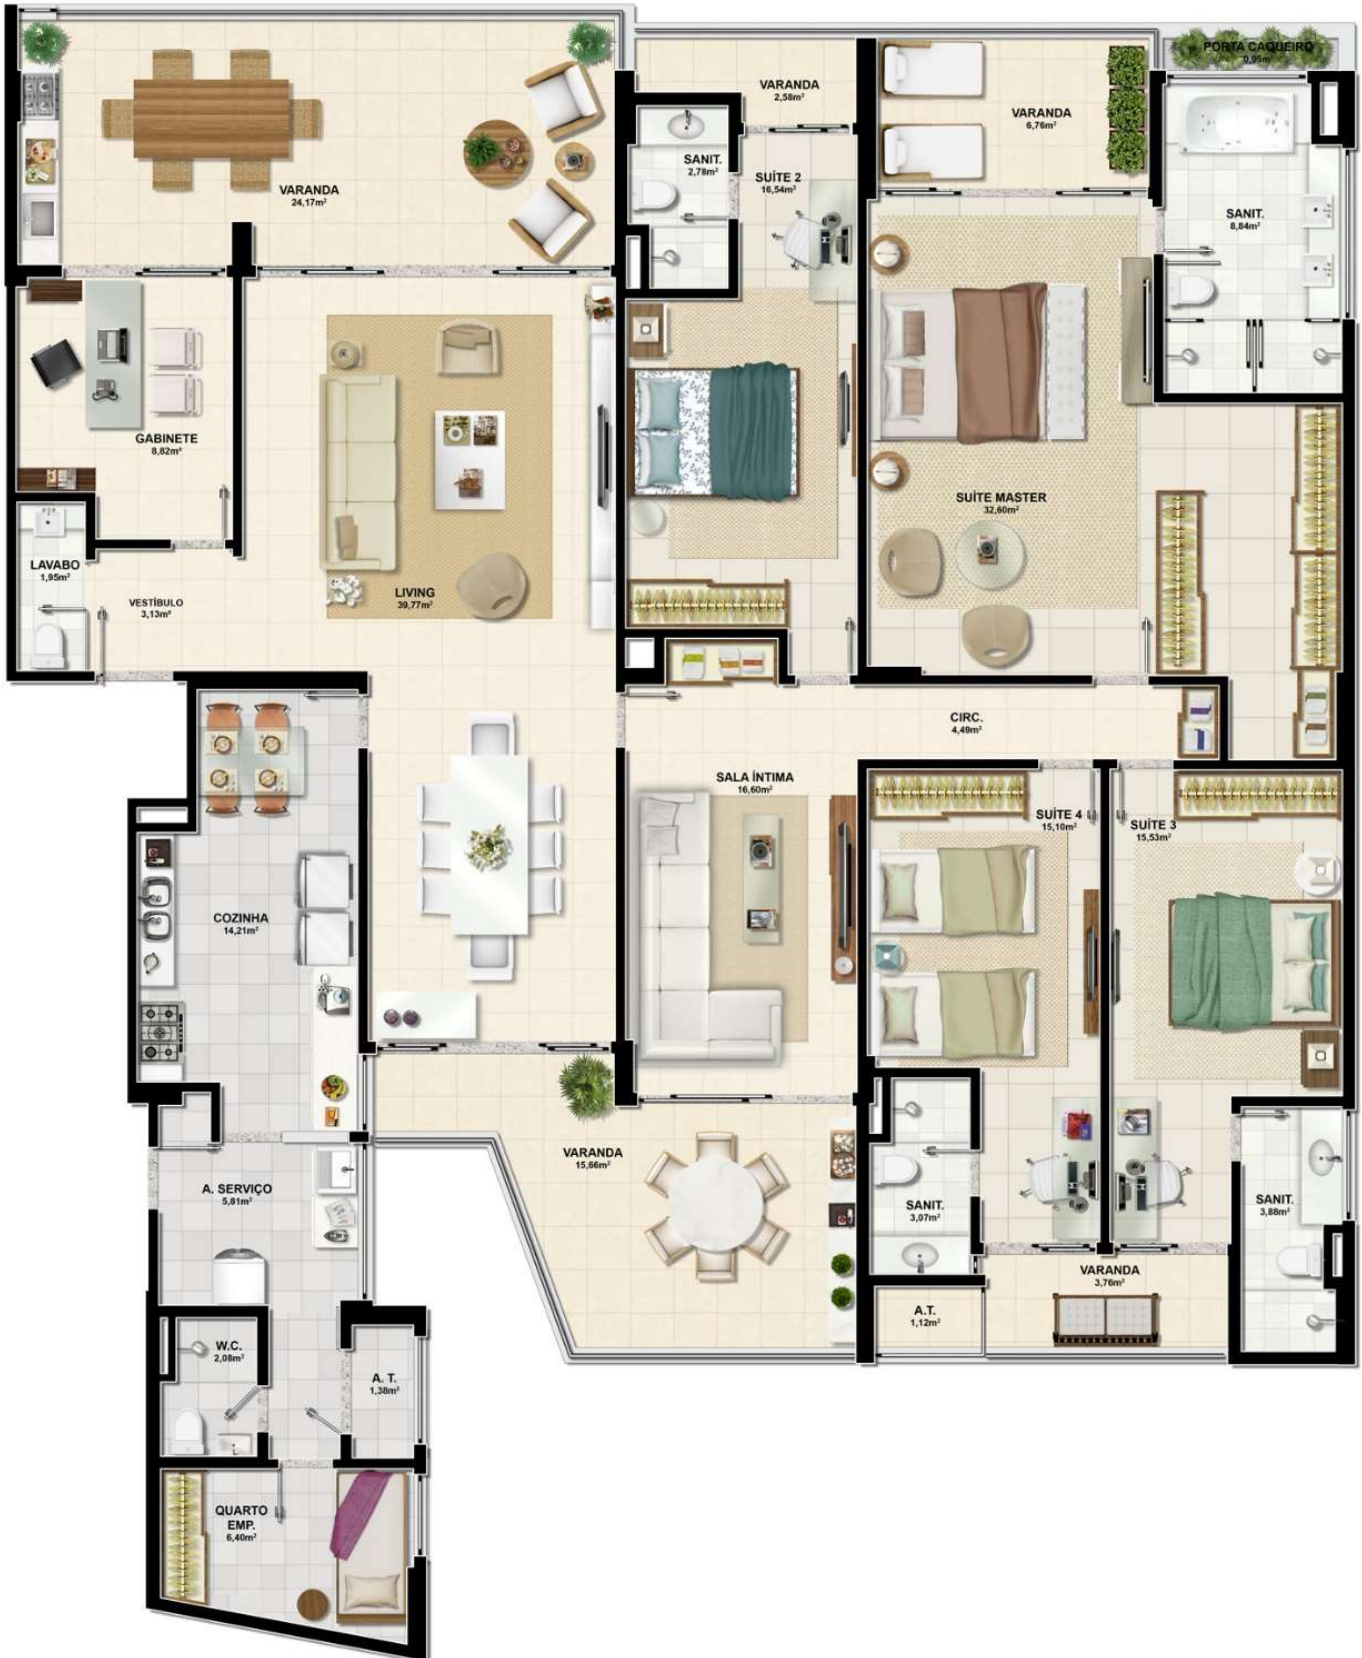 PORTA CAQUEIRO
0,95m²
VARANDA
2,58m²
VARANDA
6,76m²
SANIT.
2,78m²
SUÍTE 2
16,54m²
VARANDA
24,17m²
SANIT.
8,84m²
GABINETE
8,82m²
SUÍTE MASTER
32,60m²
LAVABO
1,95m²
VESTÍBULO
3,13m²
LIVING
39,77m²
CIRC.
4,49m²
SALA ÍNTIMA
16,60m²
SUÍTE 4
15,10m²
SUÍTE 3
15,53m²
COZINHA
14,21m²
VARANDA
15,66m²
A. SERVIÇO
5,81m²
SANIT.
3,07m²
SANIT.
3,88m²
VARANDA
3,76m²
A.T.
1,12m²
W.C.
2,08m²
A. T.
1,38m²
QUARTO
EMP.
6,40m²